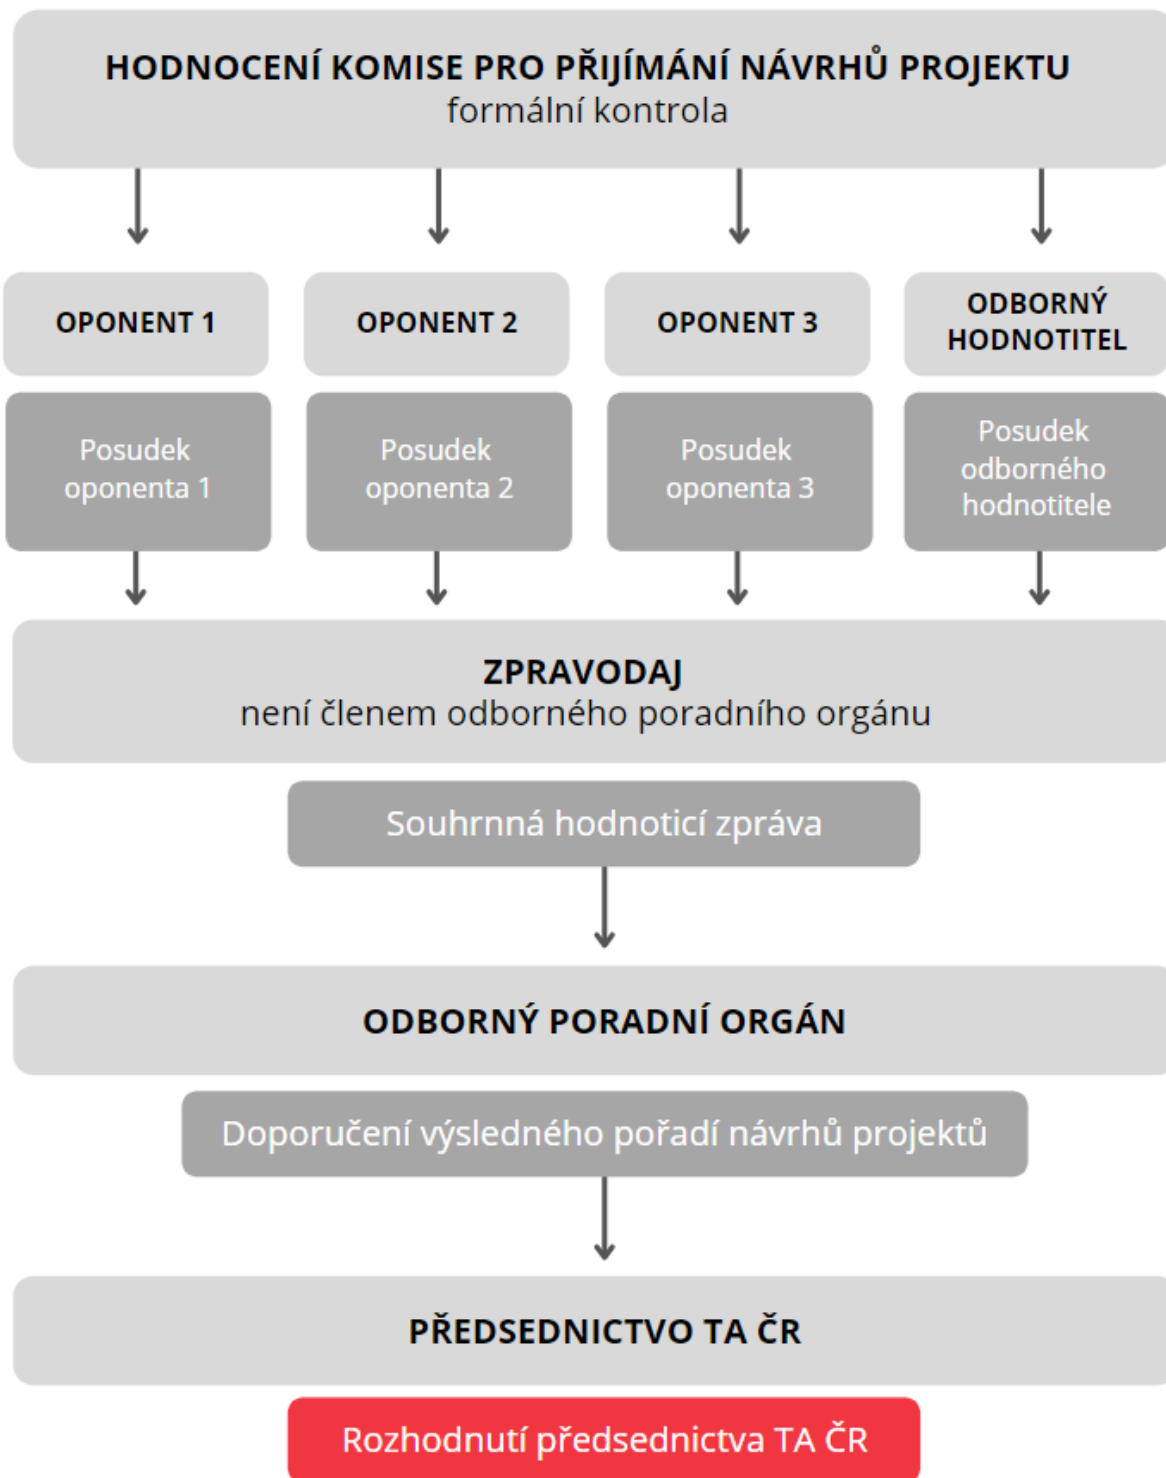 HODNOCENÍ KOMISE PRO PŘIJÍMÁNÍ NÁVRHŮ PROJEKTU
formální kontrola
OPONENT 1
OPONENT 2
OPONENT 3
ODBORNÝ
HODNOTITEL
Posudek
oponenta 1
Posudek
oponenta 2
Posudek
oponenta 3
Posudek
odborného
hodnotitele
ZPRAVODAJ
není členem odborného poradního orgánu
Souhrnná hodnoticí zpráva
ODBORNÝ PORADNÍ ORGÁN
Doporučení výsledného pořadí návrhů projektů
PŘEDSEDNICTVO TA ČR
Rozhodnutí předsednictva TA ČR